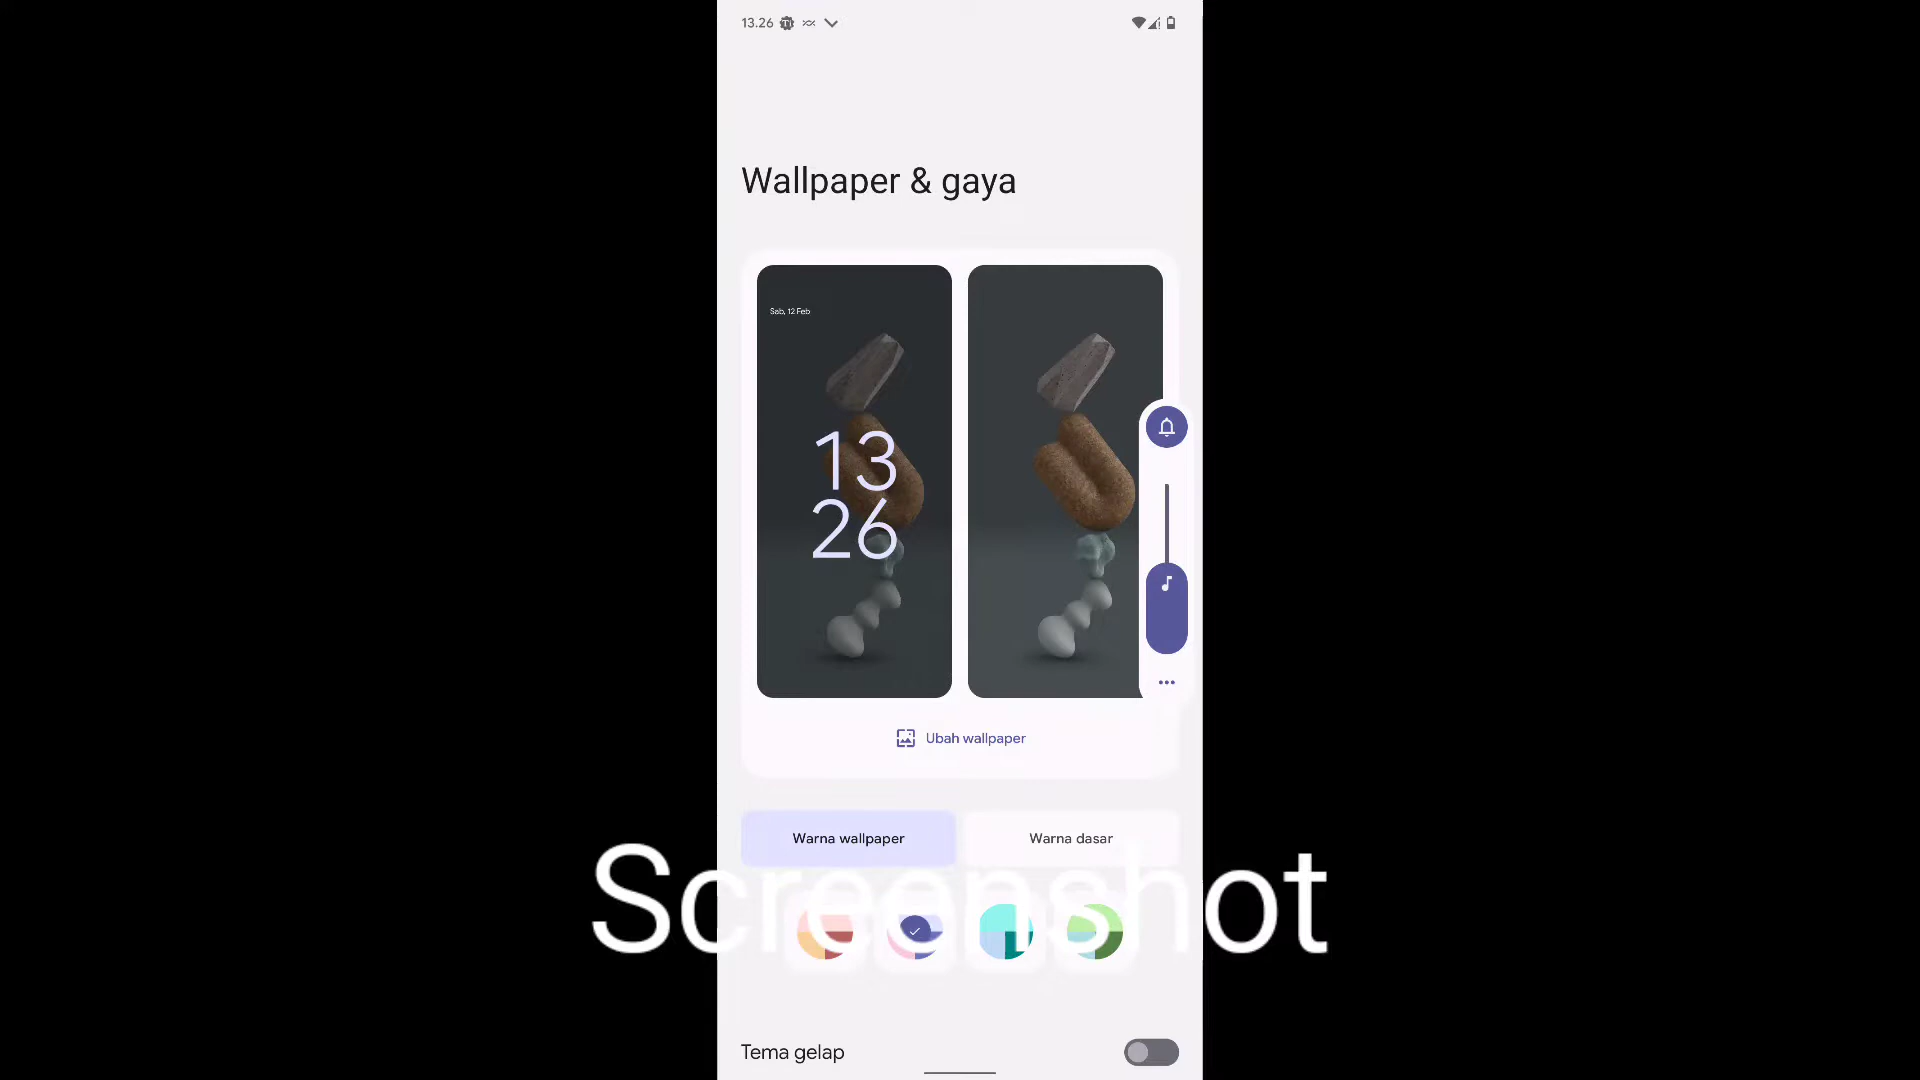 13.26
Wallpaper & gaya
Sab, 12 Feb
13
26
Ubah wallpaper
Warna wallpaper
Warna dasar
Screenshot
Tema gelap